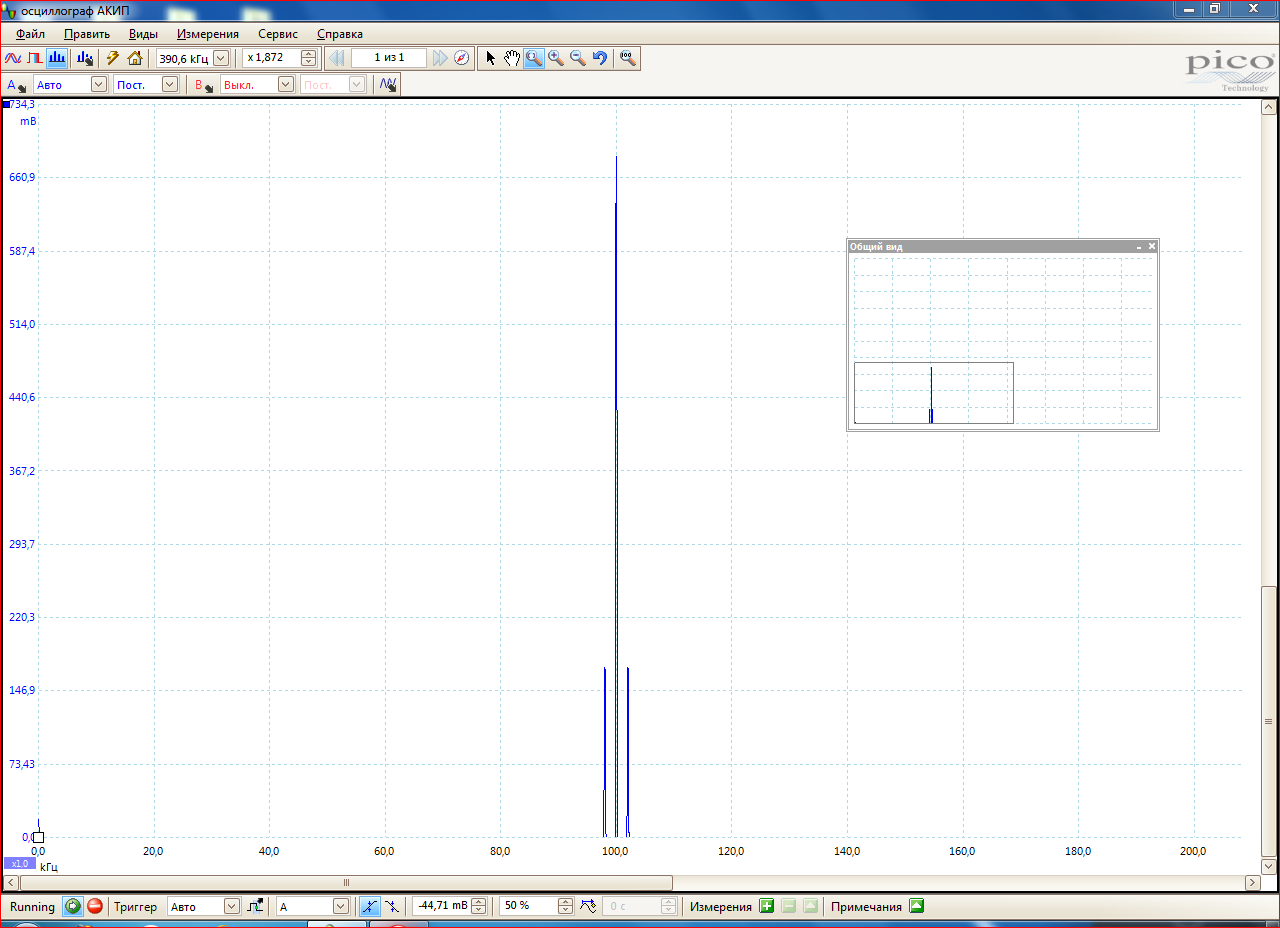 осциллограф АКИП
Файл Править Виды Измерения Сервис Справка
390,6 kГц x 1,872 1 из 1
A Авто Пост. B Выкл. Пост.
pico
Technology
734,3
mB
660,9
587,4
514,0
440,6
367,2
293,7
220,3
146,9
73,43
0,0
Общий вид
0,0 20,0 40,0 60,0 80,0 100,0 120,0 140,0 160,0 180,0 200,0
x1,0 kГц
Running Триггер Авто A -44,71 mB 50 % 0 с Измерения Примечания